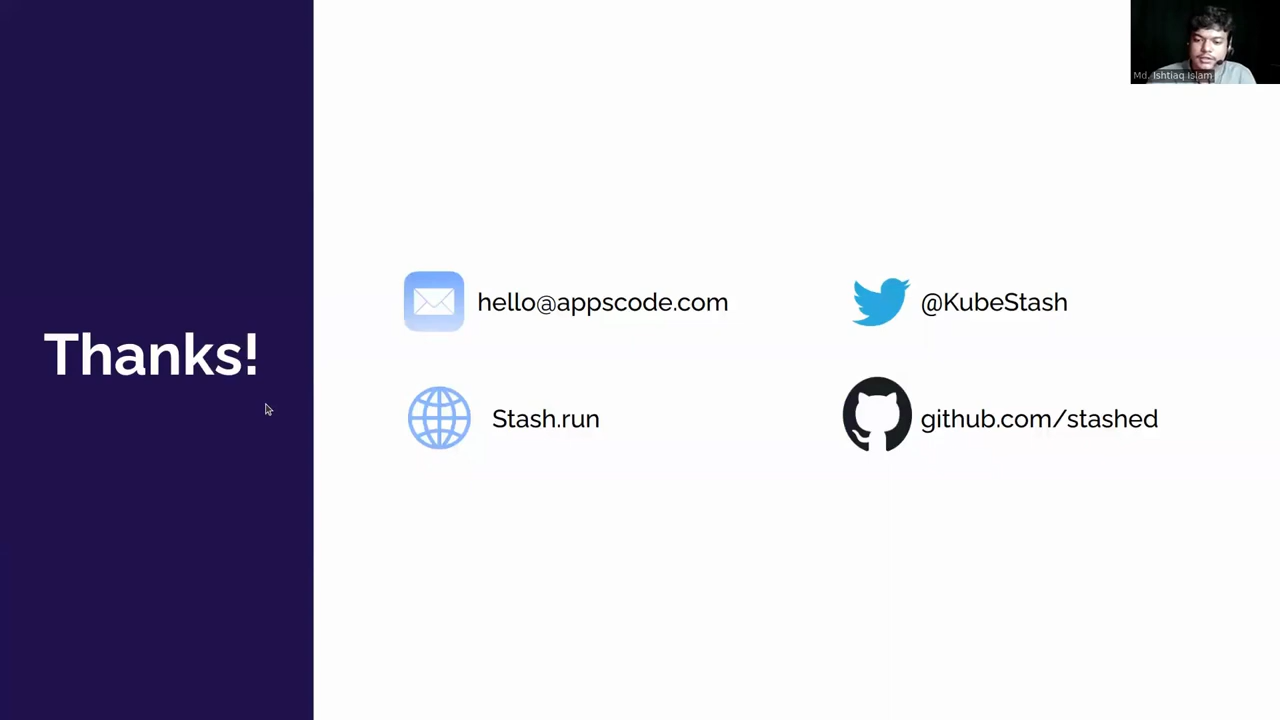 Md. Ishtiaq Islam
Thanks!
hello@appscode.com
@KubeStash
Stash.run
github.com/stashed